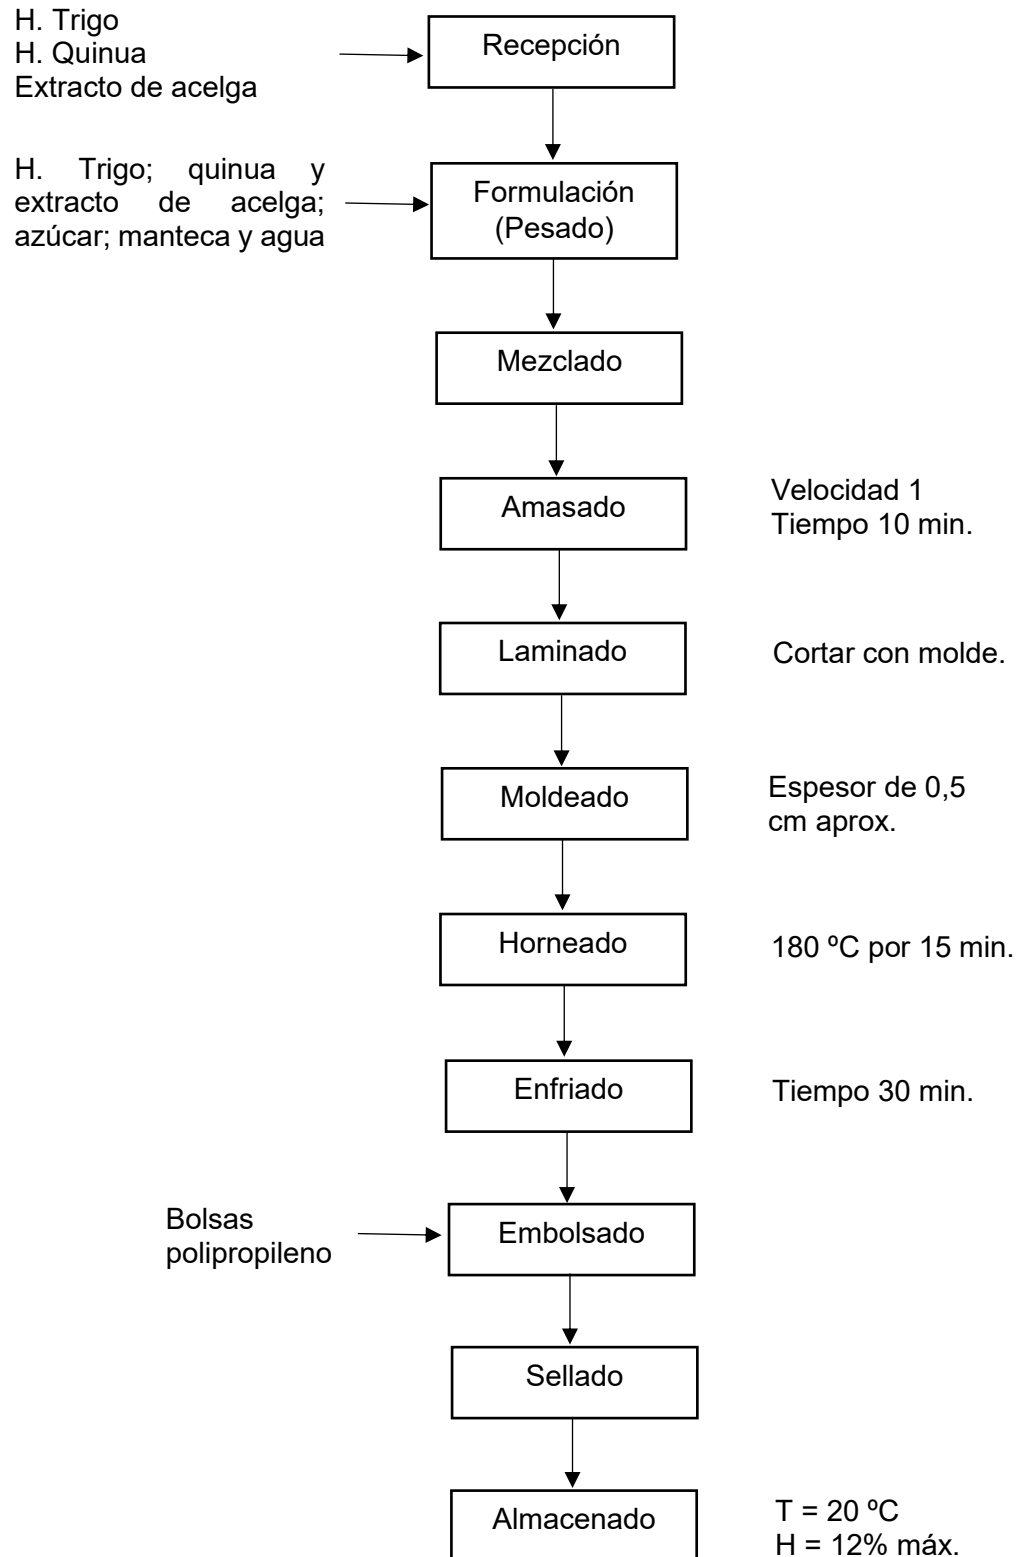 H. Trigo
H. Quinua
Extracto de acelga
Recepción
H. Trigo; quinua y
extracto de acelga;
azúcar; manteca y agua
Formulación
(Pesado)
Mezclado
Amasado
Velocidad 1
Tiempo 10 min.
Laminado
Cortar con molde.
Moldeado
Espesor de 0,5
cm aprox.
Horneado
180 ºC por 15 min.
Enfriado
Tiempo 30 min.
Bolsas
polipropileno
Embolsado
Sellado
Almacenado
T = 20 ºC
H = 12% máx.